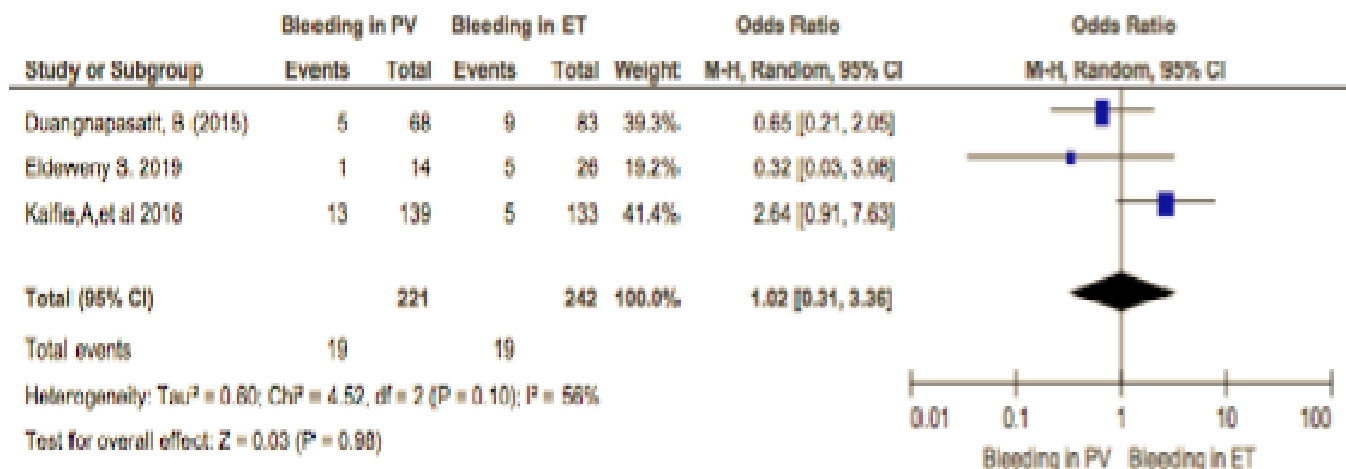 Bleeding in PV Bleeding in ET Odds Ratio Odds Ratio
Study or Subgroup Events Total Events Total Weight M-H, Random, 95% CI M-H, Random, 95% CI
Duangnapasatit, B (2015) 5 68 9 83 39.3% 0.65 [0.21, 2.05]
Eldeweny S. 2019 1 14 5 26 19.2% 0.32 [0.03, 3.08]
Kaifie,A,et al 2016 13 139 5 133 41.4% 2.64 [0.91, 7.63]
Total (95% CI) 221 242 100.0% 1.02 [0.31, 3.36]
Total events 19 19
Heterogeneity: Tau² = 0.60; Chi² = 4.52, df = 2 (P = 0.10); I² = 56%
Test for overall effect: Z = 0.03 (P = 0.98)
0.01 0.1 1 10 100
Bleeding in PV Bleeding in ET